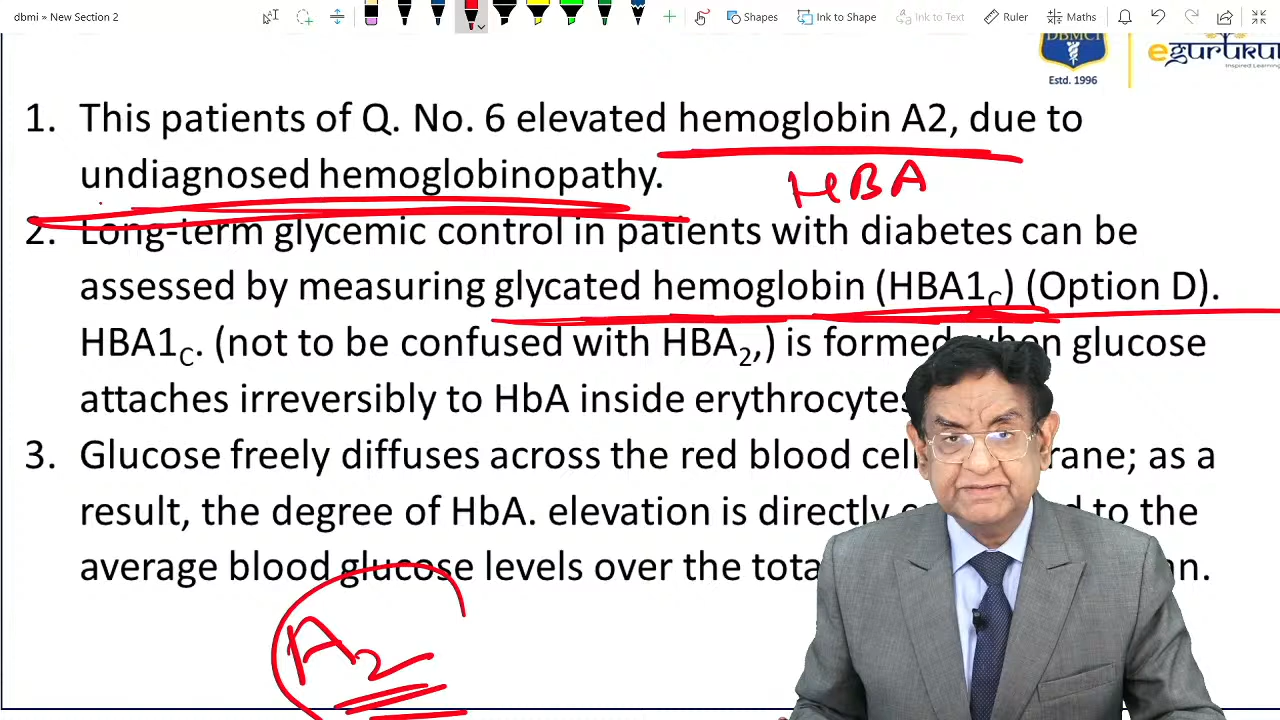 dbmi » New Section 2
Shapes Ink to Shape Ink to Text Ruler Maths
DBMCI
Estd. 1996
egurukul
Inspired Learning
1. This patients of Q. No. 6 elevated hemoglobin A2, due to
undiagnosed hemoglobinopathy.
HBA
2. Long-term glycemic control in patients with diabetes can be
assessed by measuring glycated hemoglobin (HBA1C) (Option D).
HBA1C. (not to be confused with HBA2,) is formed when glucose
attaches irreversibly to HbA inside erythrocytes
3. Glucose freely diffuses across the red blood cell
as a
result, the degree of HbA. elevation is directly
to the
average blood glucose levels over the
A2